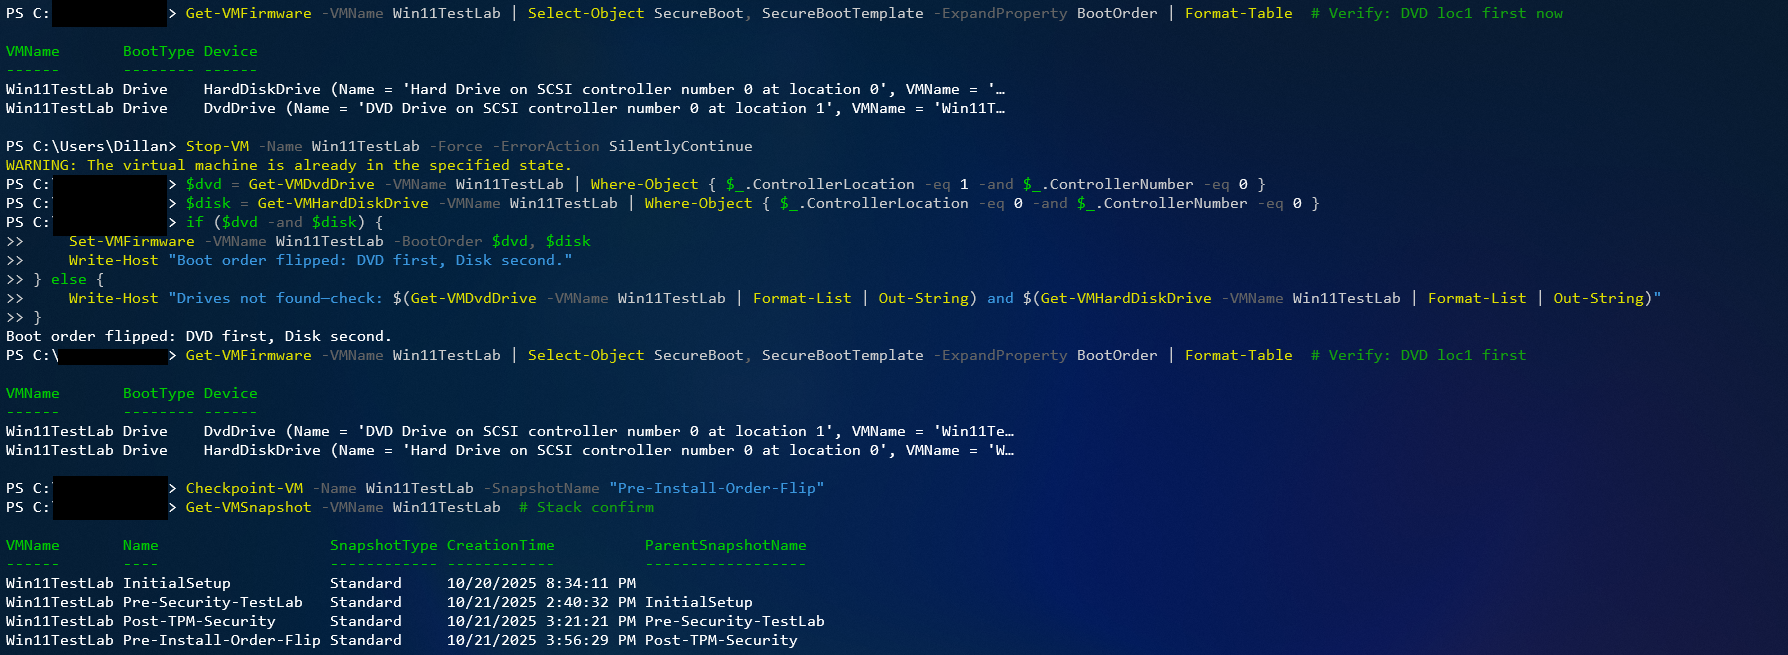 PS C: > Get-VMFirmware -VMName Win11TestLab | Select-Object SecureBoot, SecureBootTemplate -ExpandProperty BootOrder | Format-Table  # Verify: DVD loc1 first now
VMName       BootType Device
------       -------- ------
Win11TestLab Drive    HardDiskDrive (Name = 'Hard Drive on SCSI controller number 0 at location 0', VMName = '…
Win11TestLab Drive    DvdDrive (Name = 'DVD Drive on SCSI controller number 0 at location 1', VMName = 'Win11T…
PS C:\Users\Dillan> Stop-VM -Name Win11TestLab -Force -ErrorAction SilentlyContinue
WARNING: The virtual machine is already in the specified state.
PS C: > $dvd = Get-VMDvdDrive -VMName Win11TestLab | Where-Object { $_.ControllerLocation -eq 1 -and $_.ControllerNumber -eq 0 }
PS C: > $disk = Get-VMHardDiskDrive -VMName Win11TestLab | Where-Object { $_.ControllerLocation -eq 0 -and $_.ControllerNumber -eq 0 }
PS C: > if ($dvd -and $disk) {
>>     Set-VMFirmware -VMName Win11TestLab -BootOrder $dvd, $disk
>>     Write-Host "Boot order flipped: DVD first, Disk second."
>> } else {
>>     Write-Host "Drives not found—check: $(Get-VMDvdDrive -VMName Win11TestLab | Format-List | Out-String) and $(Get-VMHardDiskDrive -VMName Win11TestLab | Format-List | Out-String)"
>> }
Boot order flipped: DVD first, Disk second.
PS C:\ > Get-VMFirmware -VMName Win11TestLab | Select-Object SecureBoot, SecureBootTemplate -ExpandProperty BootOrder | Format-Table  # Verify: DVD loc1 first
VMName       BootType Device
------       -------- ------
Win11TestLab Drive    DvdDrive (Name = 'DVD Drive on SCSI controller number 0 at location 1', VMName = 'Win11Te…
Win11TestLab Drive    HardDiskDrive (Name = 'Hard Drive on SCSI controller number 0 at location 0', VMName = 'W…
PS C: > Checkpoint-VM -Name Win11TestLab -SnapshotName "Pre-Install-Order-Flip"
PS C: > Get-VMSnapshot -VMName Win11TestLab  # Stack confirm
VMName       Name                   SnapshotType CreationTime          ParentSnapshotName
------       ----                   ------------ ------------          ------------------
Win11TestLab InitialSetup           Standard     10/20/2025 8:34:11 PM
Win11TestLab Pre-Security-TestLab   Standard     10/21/2025 2:40:32 PM InitialSetup
Win11TestLab Post-TPM-Security      Standard     10/21/2025 3:21:21 PM Pre-Security-TestLab
Win11TestLab Pre-Install-Order-Flip Standard     10/21/2025 3:56:29 PM Post-TPM-Security